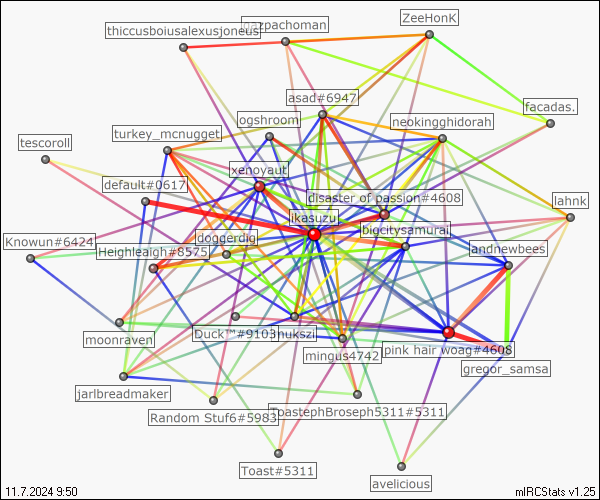 ZeeHonK
thiccusboiusalexusjoneus
gazpachoman
asad#6947
facadas.
ogshroom
neokingghidorah
turkey_mcnugget
tescoroll
xenoyaut
default#0617
disaster of passion#4608
lahnk
ikasuzu
bigcitysamurai
Knowun#6424
doggerdig
Heighleaigh#8575
andnewbees
moonraven
Duck™#9103
hukszi
mingus4742
pink hair woag#4608
gregor_samsa
jarlbreadmaker
Random Stuf6#5983
ToastephBroseph5311#5311
Toast#5311
avelicious
11.7.2024 9:50
mIRCStats v1.25